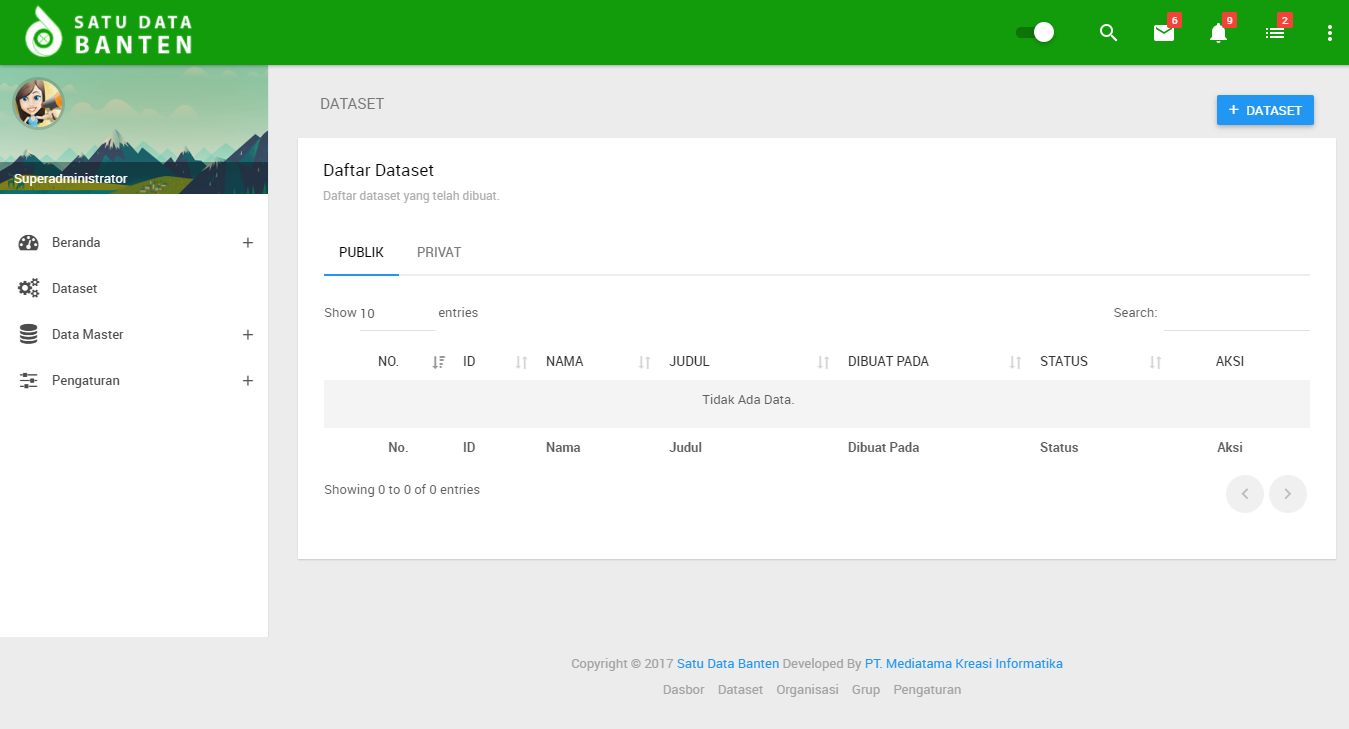 SATU DATA
BANTEN
6
9
2
Superadministrator
Beranda
Dataset
Data Master
Pengaturan
DATASET
+ DATASET
Daftar Dataset
Daftar dataset yang telah dibuat.
PUBLIK PRIVAT
Show 10 entries Search:
NO. ID NAMA JUDUL DIBUAT PADA STATUS AKSI
Tidak Ada Data.
No. ID Nama Judul Dibuat Pada Status Aksi
Showing 0 to 0 of 0 entries
Copyright © 2017 Satu Data Banten Developed By PT. Mediatama Kreasi Informatika
Dasbor Dataset Organisasi Grup Pengaturan